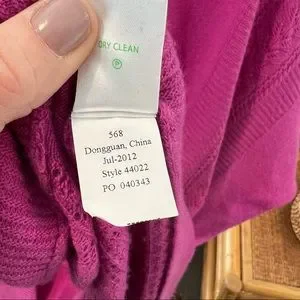 DRY CLEAN
P
568
Dongguan, China
Jul-2012
Style 44022
PO 040343